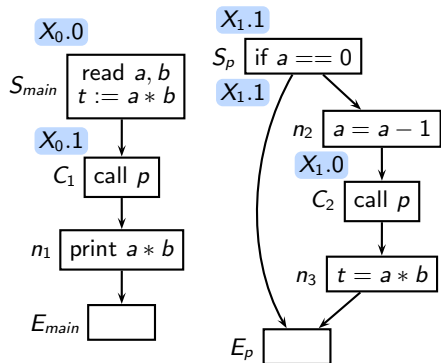 X₀.0
S_main
read a, b
t := a * b
X₀.1
C₁
call p
n₁
print a * b
E_main
X₁.1
S_p
if a == 0
X₁.1
n₂
a = a − 1
X₁.0
C₂
call p
n₃
t = a * b
E_p